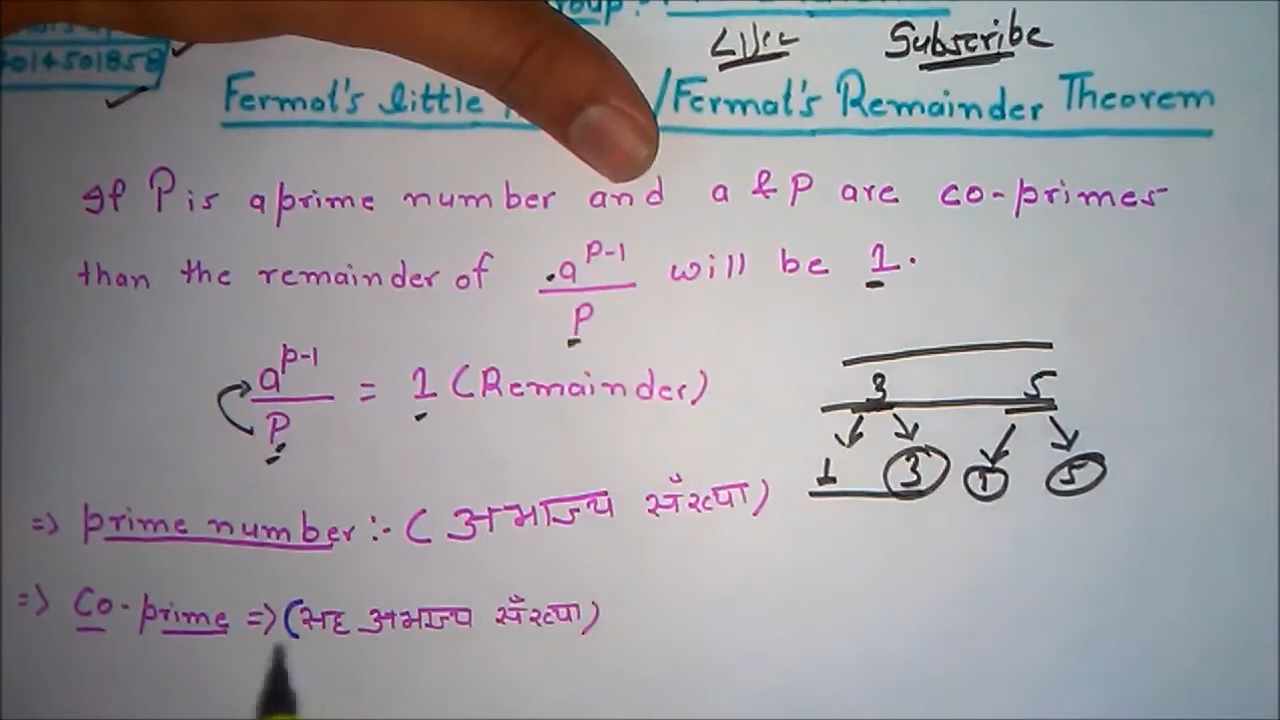 Subscribe
Fermat's little /Fermat's Remainder Theorem
If P is a prime number and a & P are co-primes
than the remainder of a^{P-1}/P will be 1.
a^{P-1}/P = 1 (Remainder)
3 5
1 3 1 5
=> prime number :- (अभाज्य सँख्या)
=> Co-prime => (सह अभाज्य सँख्या)